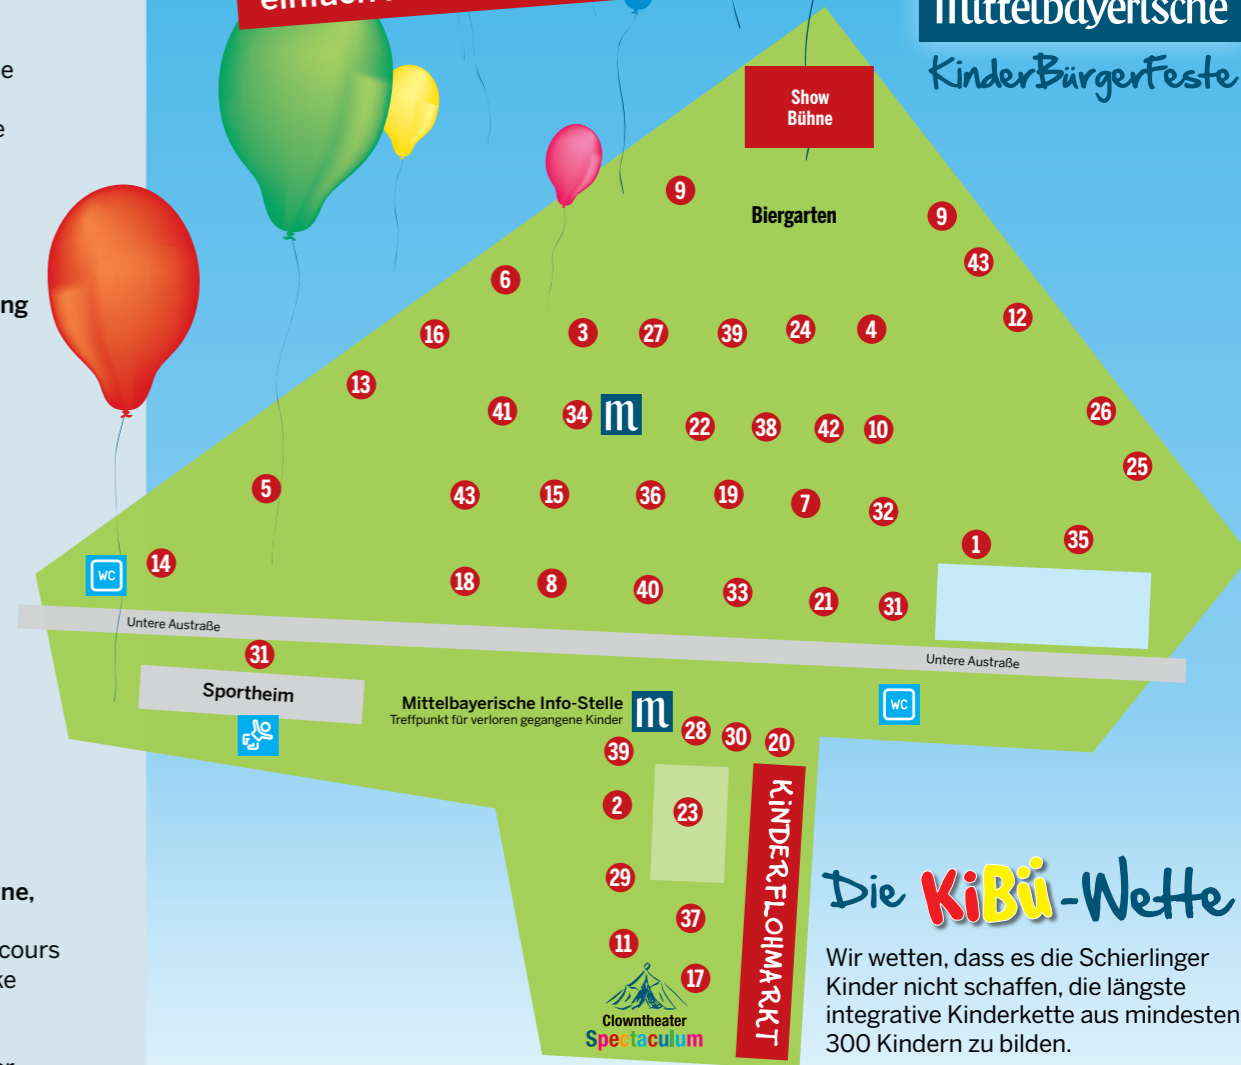 einfach
Mittelbayerische
KinderBürgerFeste
e
e
ng
ne,
cours
ke
er
Show
Bühne
9
Biergarten
9
43
12
6
16
3
27
39
24
4
13
41
34
m
22
38
42
10
26
25
5
43
15
36
19
7
32
1
35
WC
14
18
8
40
33
21
31
Untere Austraße
Untere Austraße
31
Sportheim
Mittelbayerische Info-Stelle
Treffpunkt für verloren gegangene Kinder
m
WC
28
30
20
39
2
23
29
37
11
17
KiNDERFLOHMARKT
Clowntheater
Spectaculum
Die KiBü-Wette
Wir wetten, dass es die Schierlinger
Kinder nicht schaffen, die längste
integrative Kinderkette aus mindesten
300 Kindern zu bilden.